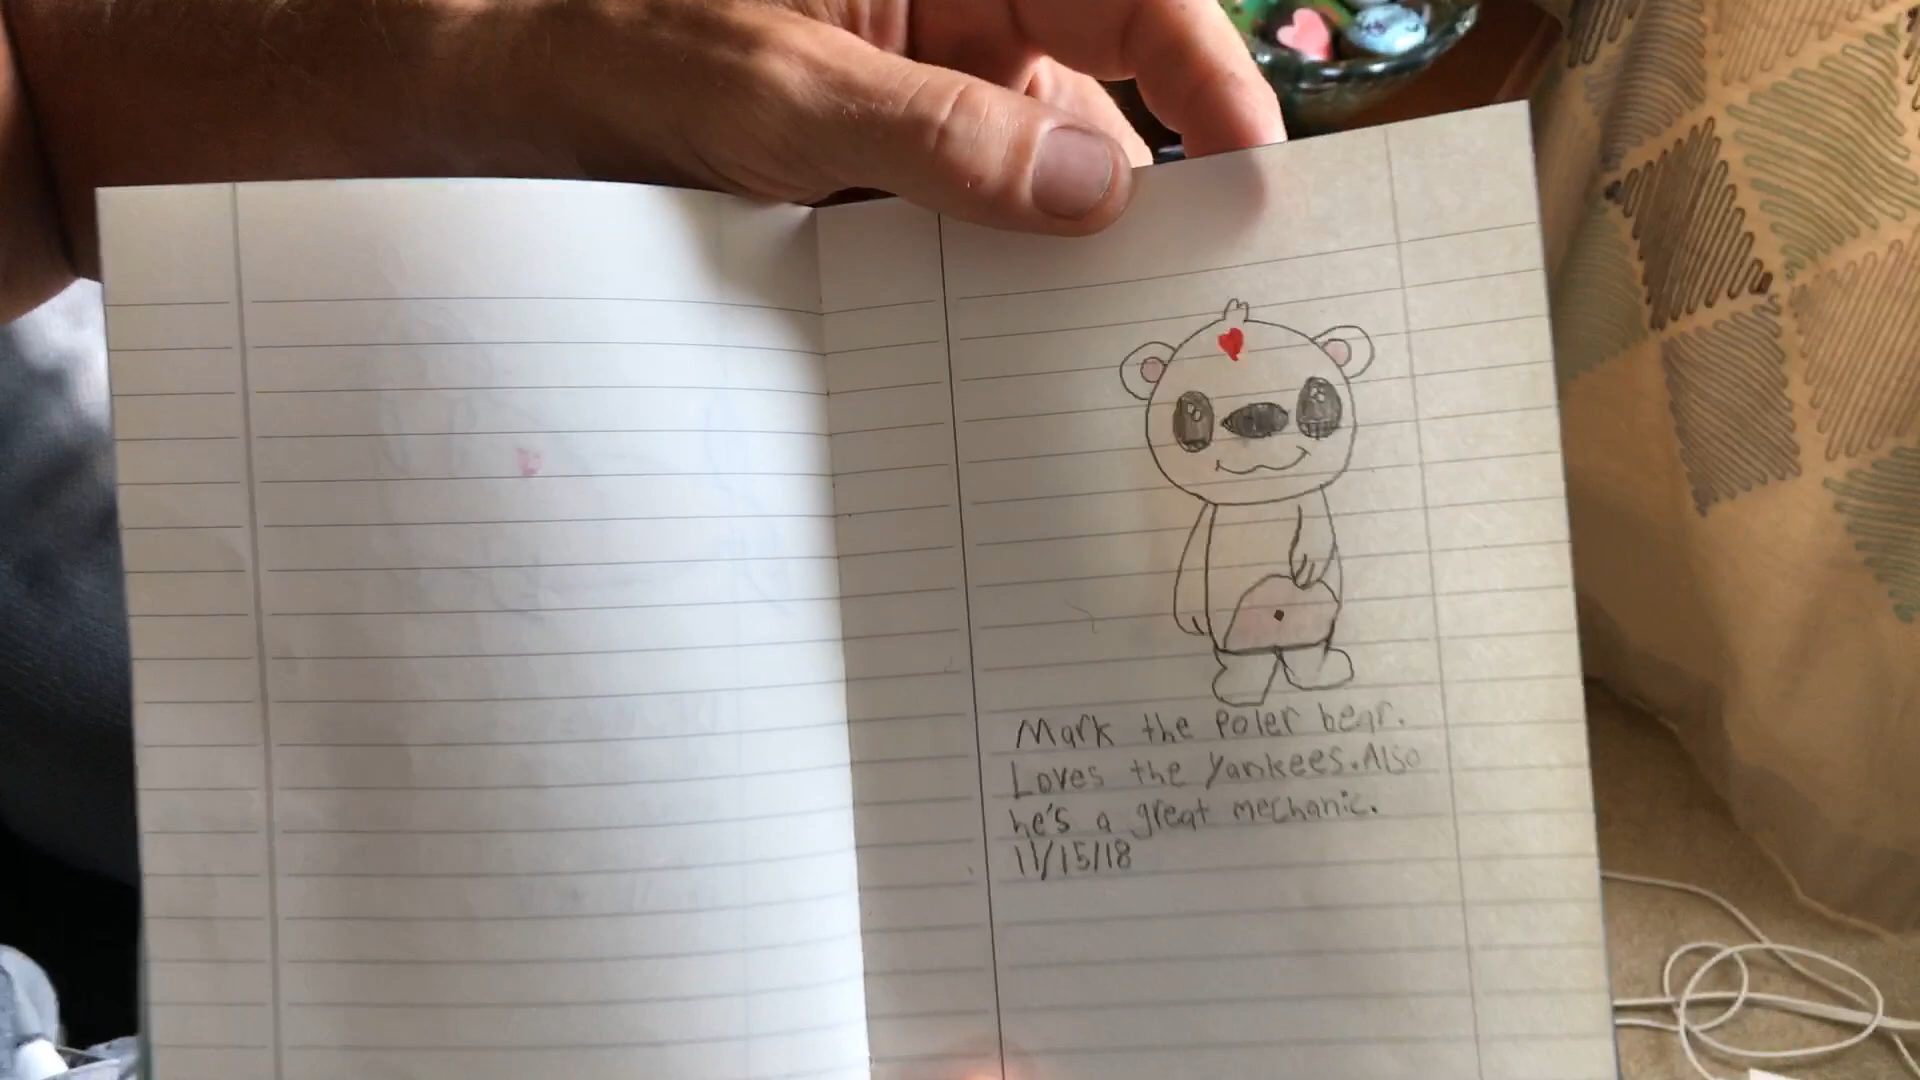 Mark the Poler bear.
Loves the Yankees. Also
he's a great mechanic.
11/15/18